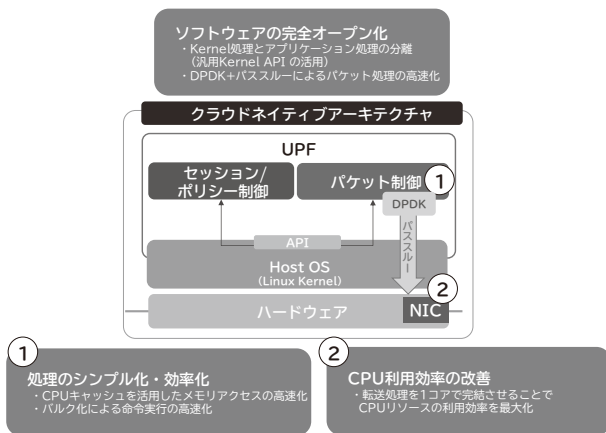 ソフトウェアの完全オープン化
・Kernel処理とアプリケーション処理の分離
（汎用Kernel API の活用）
・DPDK+パススルーによるパケット処理の高速化
クラウドネイティブアーキテクチャ
UPF
セッション/
ポリシー制御
パケット制御
1
DPDK
パススルー
API
Host OS
(Linux Kernel)
2
ハードウェア
NIC
1
処理のシンプル化・効率化
・CPUキャッシュを活用したメモリアクセスの高速化
・バルク化による命令実行の高速化
2
CPU利用効率の改善
・転送処理を1コアで完結させることで
CPUリソースの利用効率を最大化